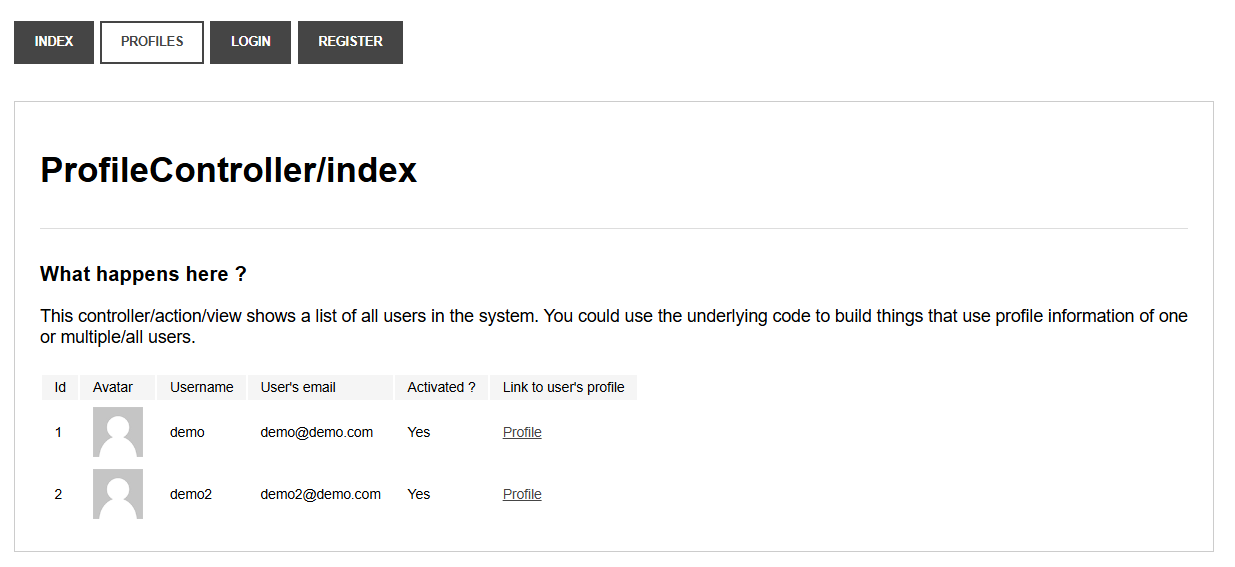 INDEX PROFILES LOGIN REGISTER
ProfileController/index
What happens here ?
This controller/action/view shows a list of all users in the system. You could use the underlying code to build things that use profile information of one
or multiple/all users.
Id Avatar Username User's email Activated ? Link to user's profile
1 demo demo@demo.com Yes Profile
2 demo2 demo2@demo.com Yes Profile